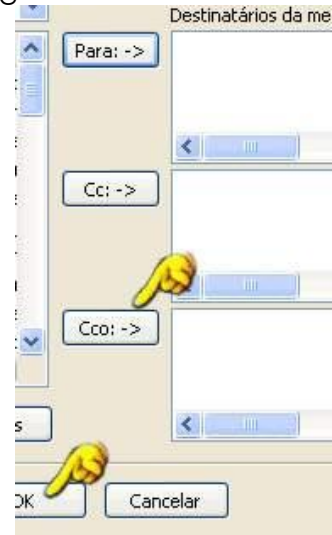 Destinatários da me
Para: ->
Cc: ->
Cco: ->
s
OK
Cancelar